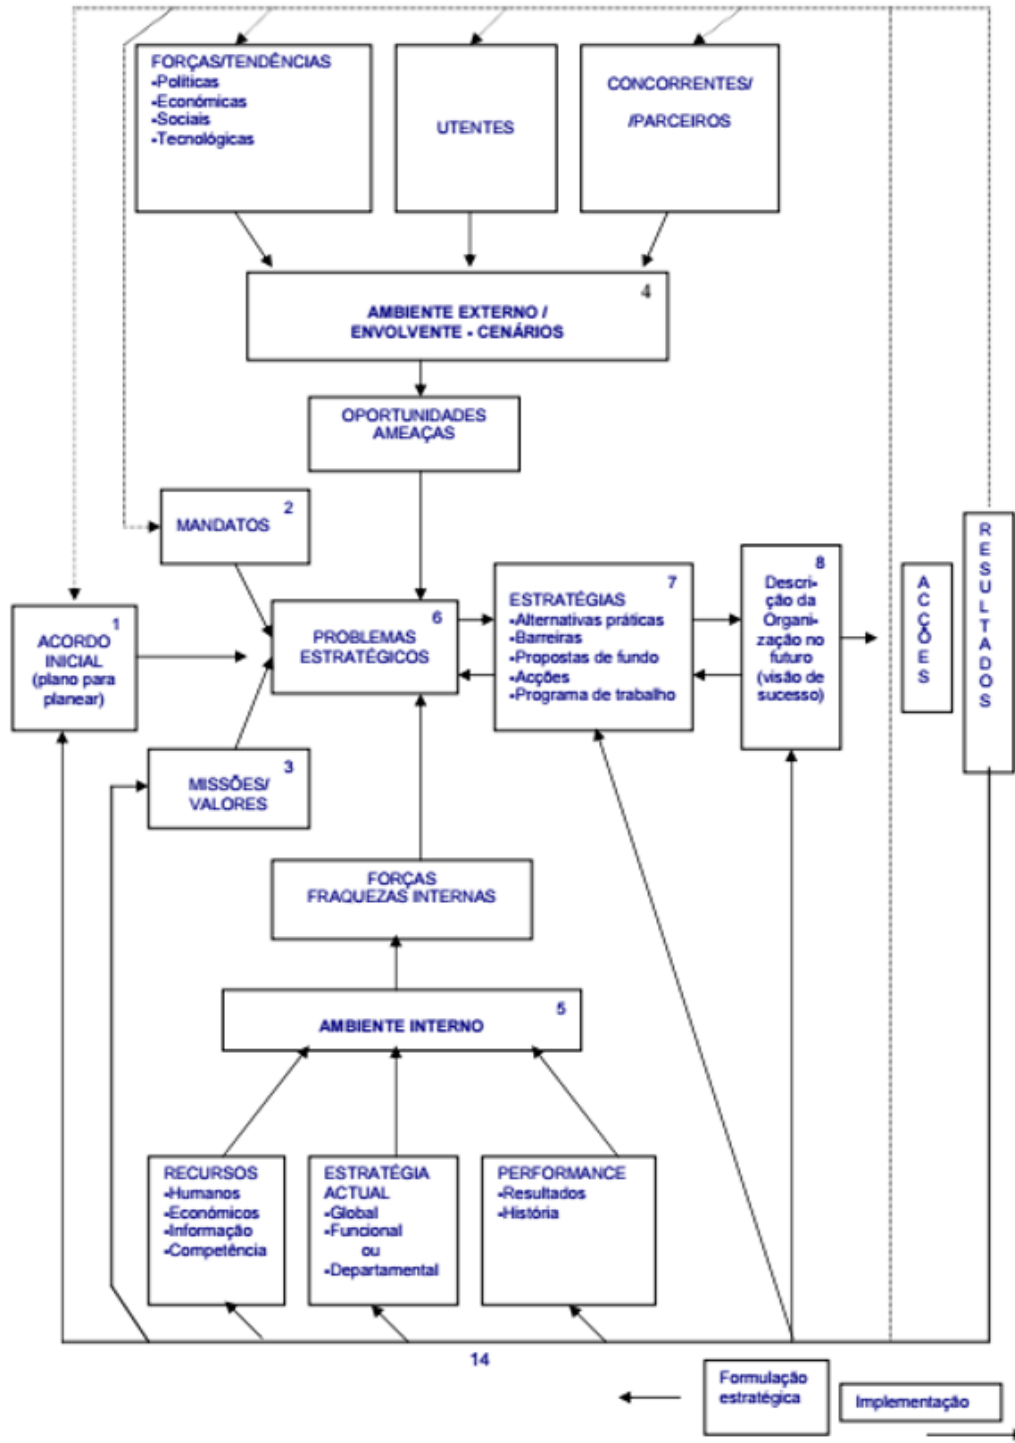 FORÇAS/TENDÊNCIAS
-Políticas
-Económicas
-Sociais
-Tecnológicas
UTENTES
CONCORRENTES/
/PARCEIROS
4
AMBIENTE EXTERNO /
ENVOLVENTE - CENÁRIOS
OPORTUNIDADES
AMEAÇAS
2
MANDATOS
1
ACORDO
INICIAL
(plano para
planear)
3
MISSÕES/
VALORES
6
PROBLEMAS
ESTRATÉGICOS
7
ESTRATÉGIAS
-Alternativas práticas
-Barreiras
-Propostas de fundo
-Acções
-Programa de trabalho
8
Descri-
ção da
Organi-
zação no
futuro
(visão de
sucesso)
ACÇÕES
RESULTADOS
FORÇAS
FRAQUEZAS INTERNAS
5
AMBIENTE INTERNO
RECURSOS
-Humanos
-Económicos
-Informação
-Competência
ESTRATÉGIA
ACTUAL
-Global
-Funcional
ou
-Departamental
PERFORMANCE
-Resultados
-História
14
Formulação
estratégica
Implementação